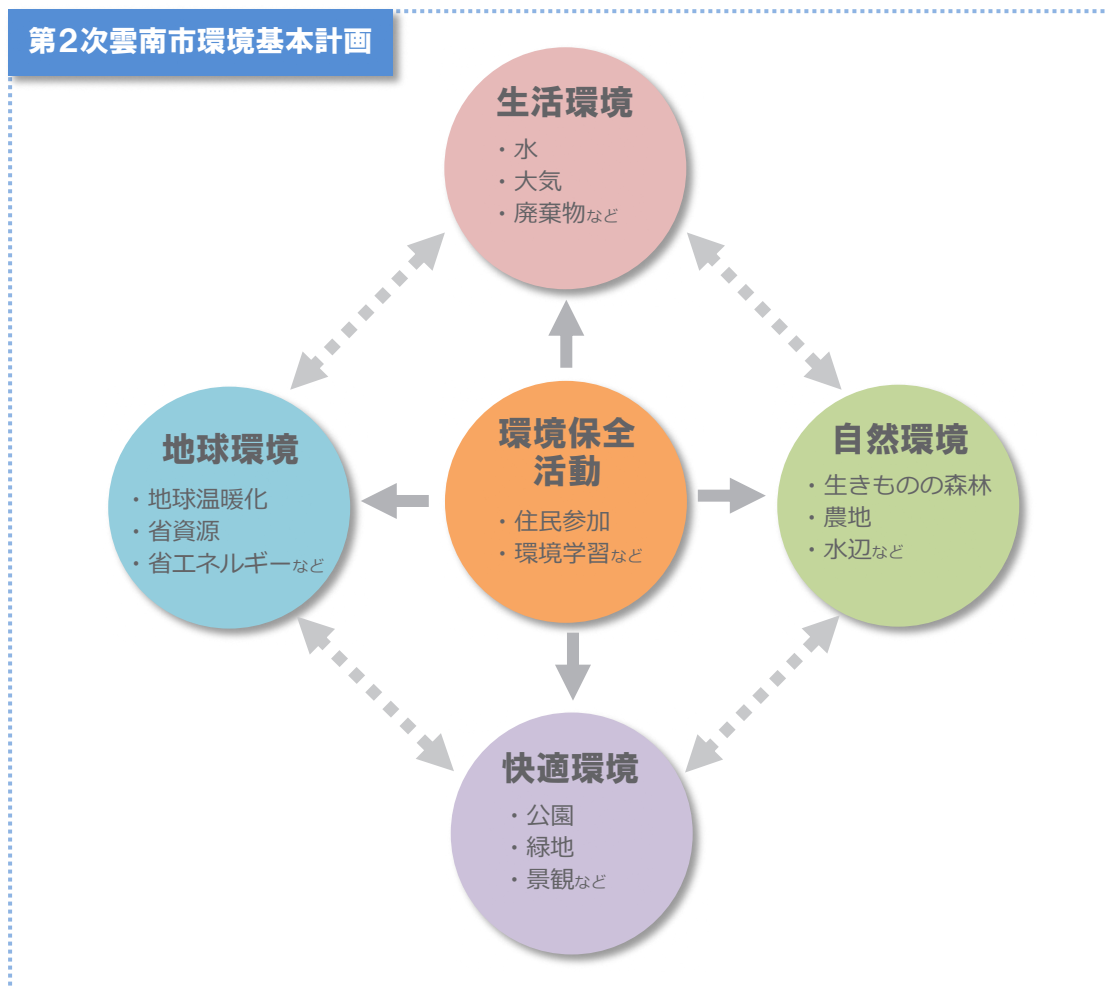 第2次雲南市環境基本計画
生活環境
・水
・大気
・廃棄物など
地球環境
・地球温暖化
・省資源
・省エネルギーなど
環境保全
活動
・住民参加
・環境学習など
自然環境
・生きものの森林
・農地
・水辺など
快適環境
・公園
・緑地
・景観など